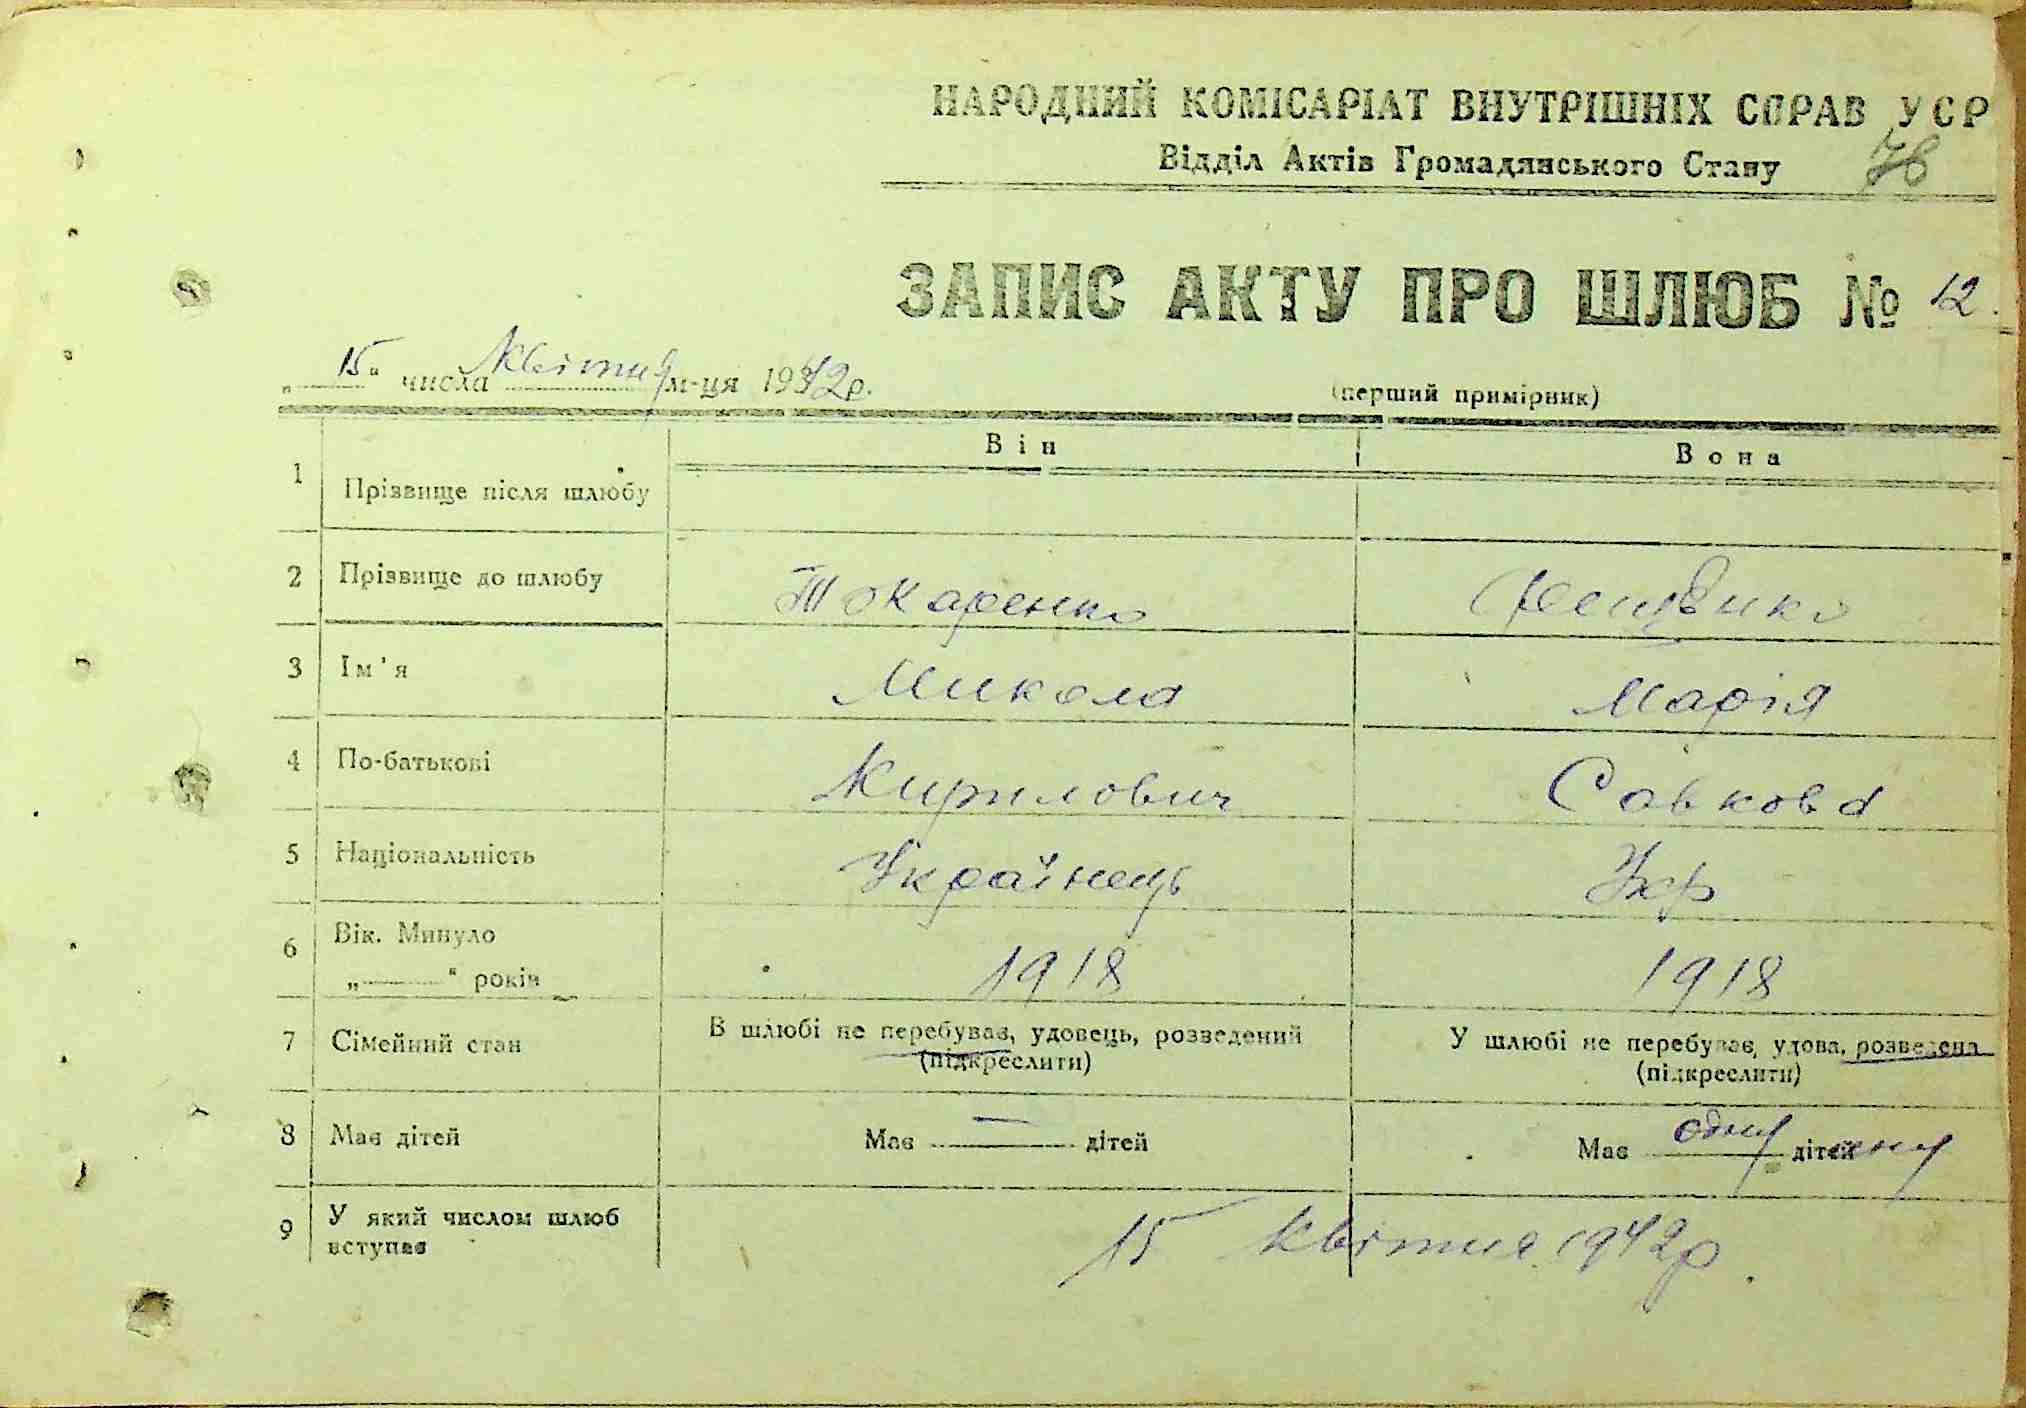 НАРОДНИЙ КОМІСАРІАТ ВНУТРІШНІХ СПРАВ УСР
Відділ Актів Громадянського Стану 78
ЗАПИС АКТУ ПРО ШЛЮБ № 12.
„15“ числа Квітня м-ця 1942р.
(перший примірник)
Він Вона
1 Прізвище після шлюбу
2 Прізвище до шлюбу Токаренко
3 Ім'я Микола Марія
4 По-батькові Кирилович Савкова
5 Національність Українець Укр
6 Вік. Минуло
„ “ років 1918 1918
7 Сімейний стан В шлюбі не перебував, удовець, розведений У шлюбі не перебуває, удова, розведена
(підкреслити) (підкреслити)
8 Має дітей Має — дітей Має одну дітей
9 У який числом шлюб
вступає 15 Квітня 1942р.